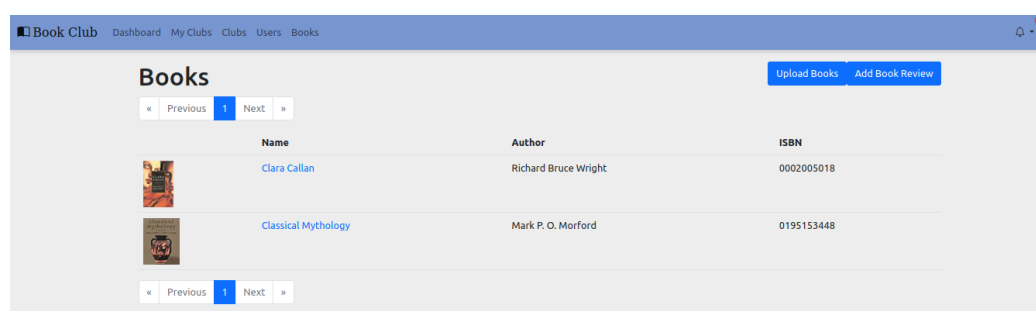 Book Club Dashboard My Clubs Clubs Users Books
Books
Upload Books Add Book Review
« Previous 1 Next »
Name Author ISBN
Clara Callan Richard Bruce Wright 0002005018
Classical Mythology Mark P. O. Morford 0195153448
« Previous 1 Next »